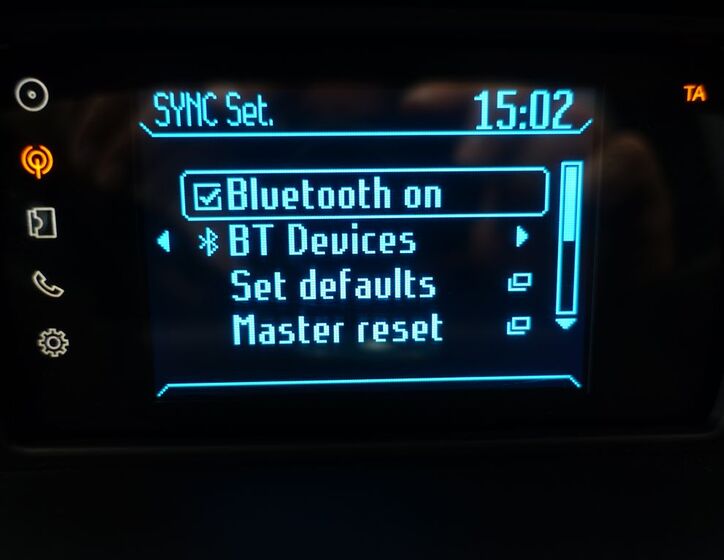 SYNC Set. 15:02
TA
Bluetooth on
BT Devices
Set defaults
Master reset